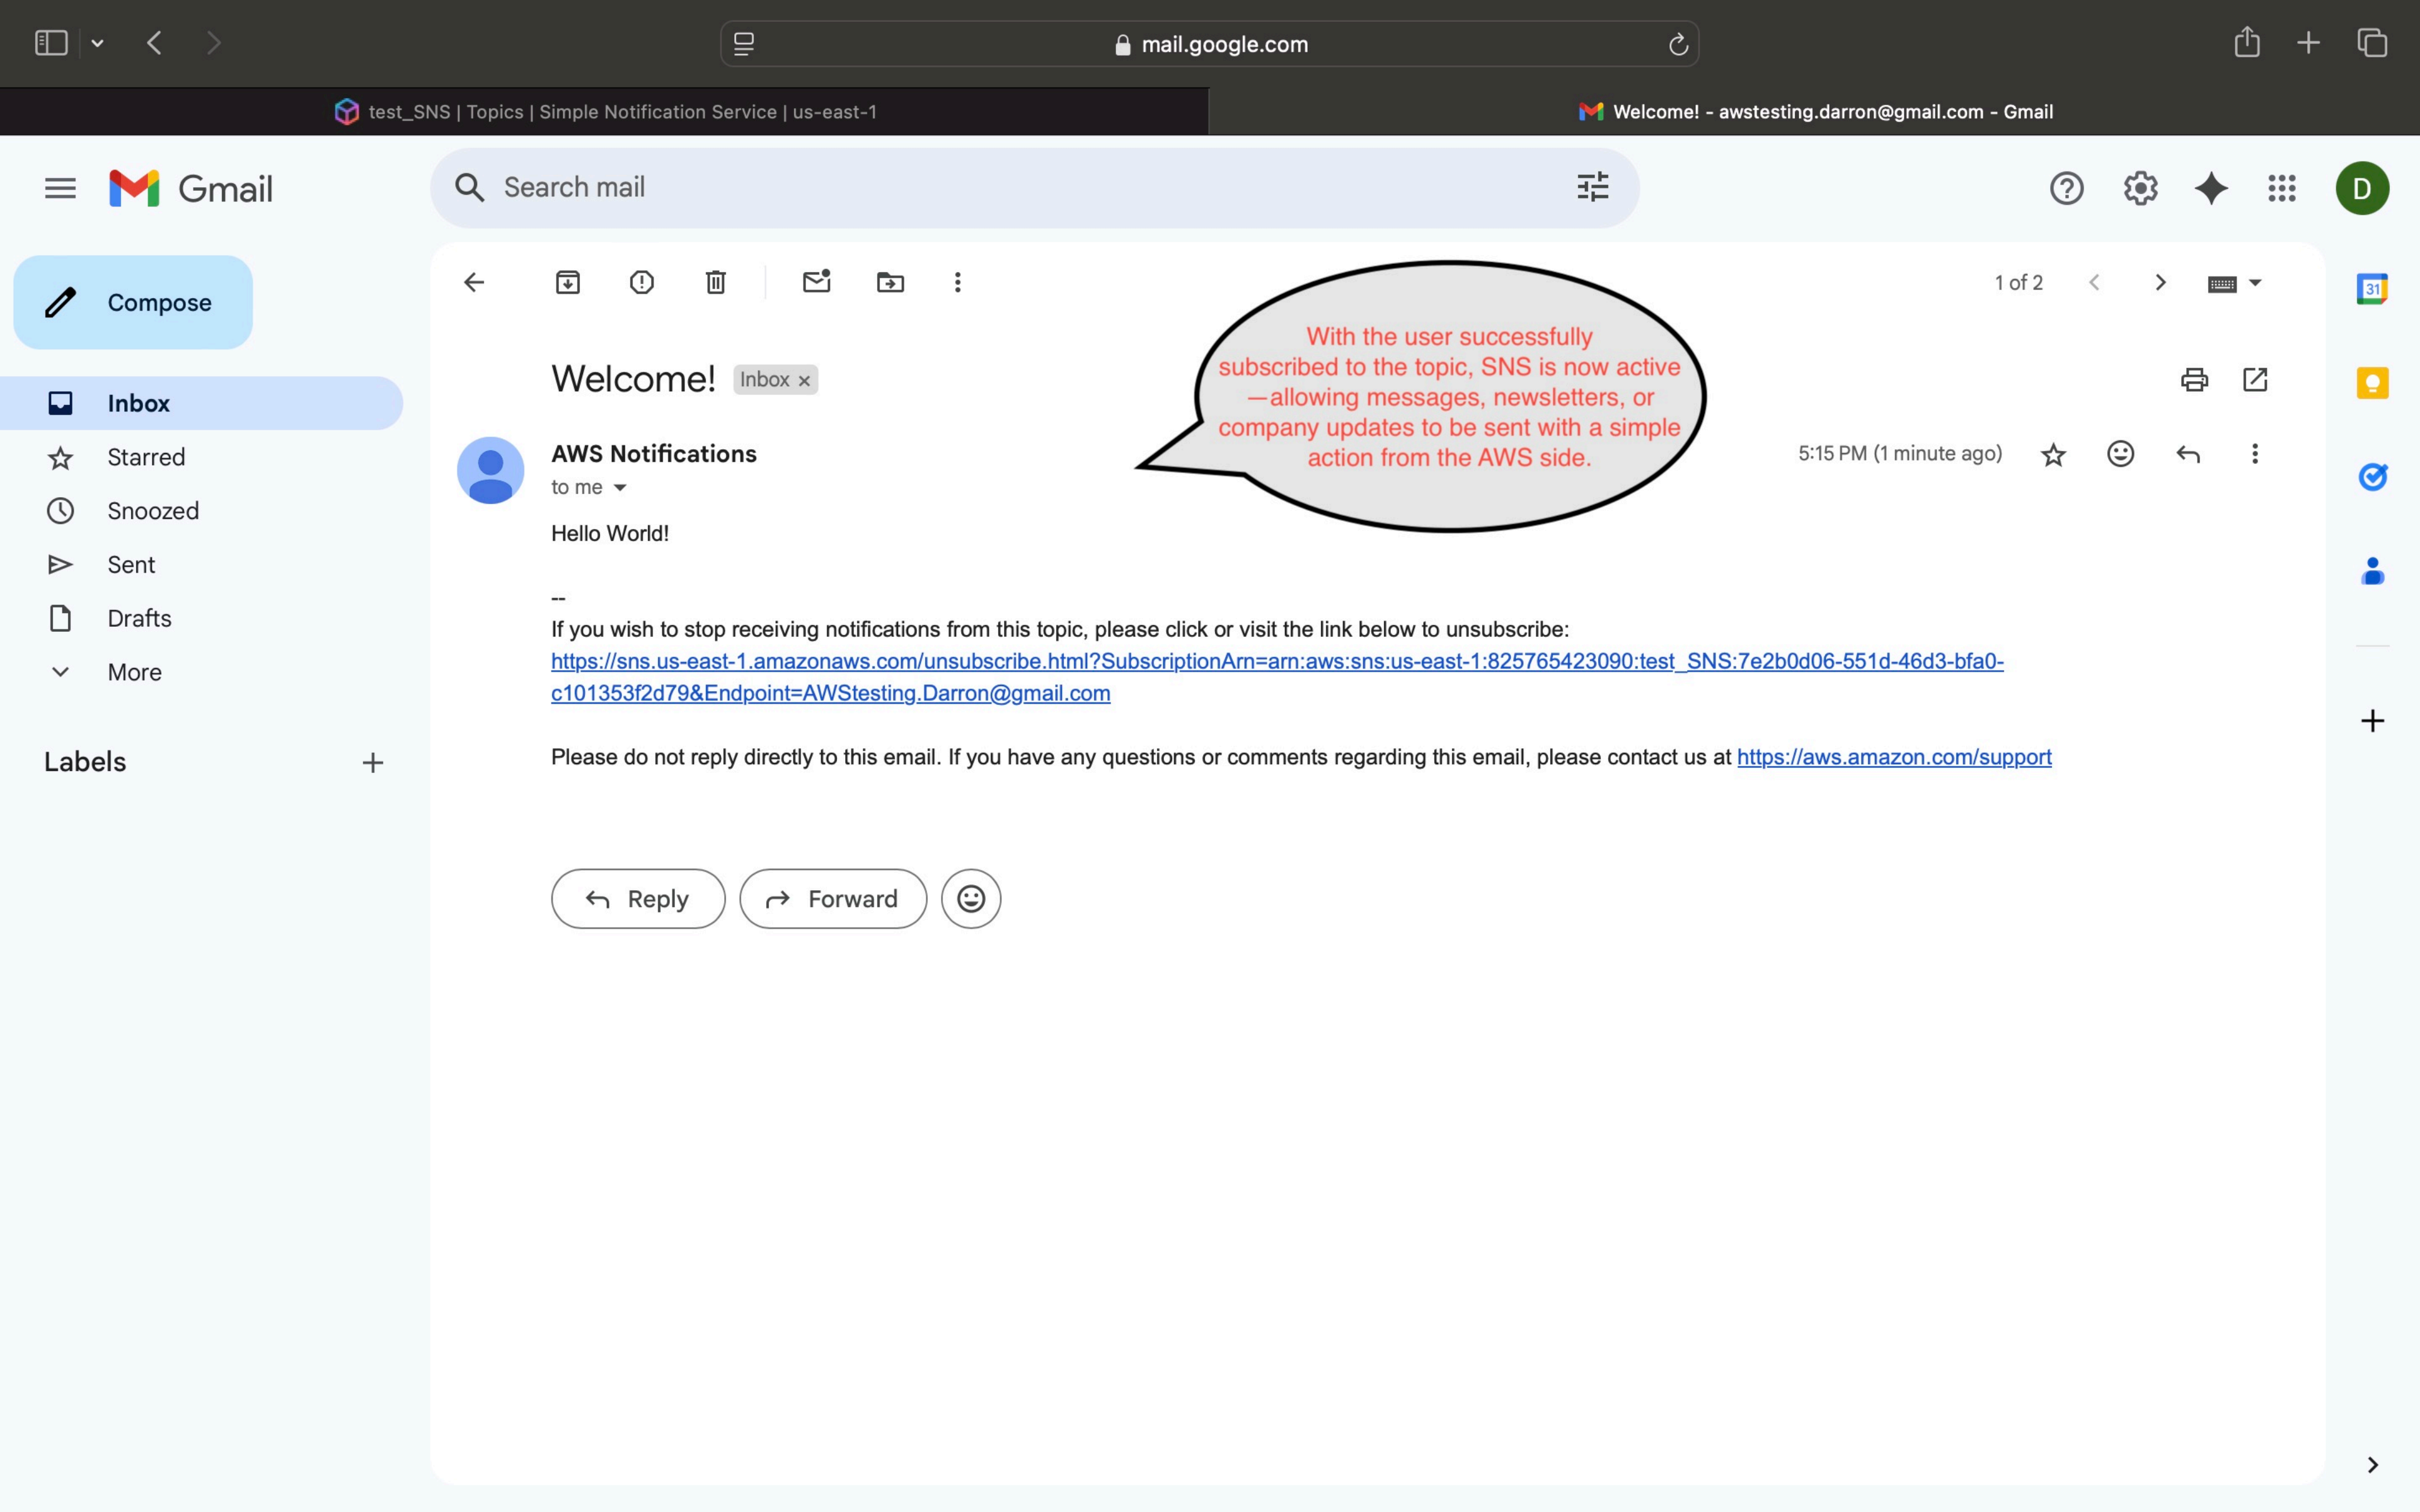 mail.google.com
test_SNS | Topics | Simple Notification Service | us-east-1
Welcome! - awstesting.darron@gmail.com - Gmail
Gmail
Search mail
D
Compose
1 of 2
31
Inbox
Starred
Snoozed
Sent
Drafts
More
Labels
Welcome!
Inbox ×
With the user successfully
subscribed to the topic, SNS is now active
—allowing messages, newsletters, or
company updates to be sent with a simple
action from the AWS side.
AWS Notifications
5:15 PM (1 minute ago)
to me
Hello World!
--
If you wish to stop receiving notifications from this topic, please click or visit the link below to unsubscribe:
https://sns.us-east-1.amazonaws.com/unsubscribe.html?SubscriptionArn=arn:aws:sns:us-east-1:825765423090:test_SNS:7e2b0d06-551d-46d3-bfa0-
c101353f2d79&Endpoint=AWStesting.Darron@gmail.com
Please do not reply directly to this email. If you have any questions or comments regarding this email, please contact us at https://aws.amazon.com/support
Reply
Forward